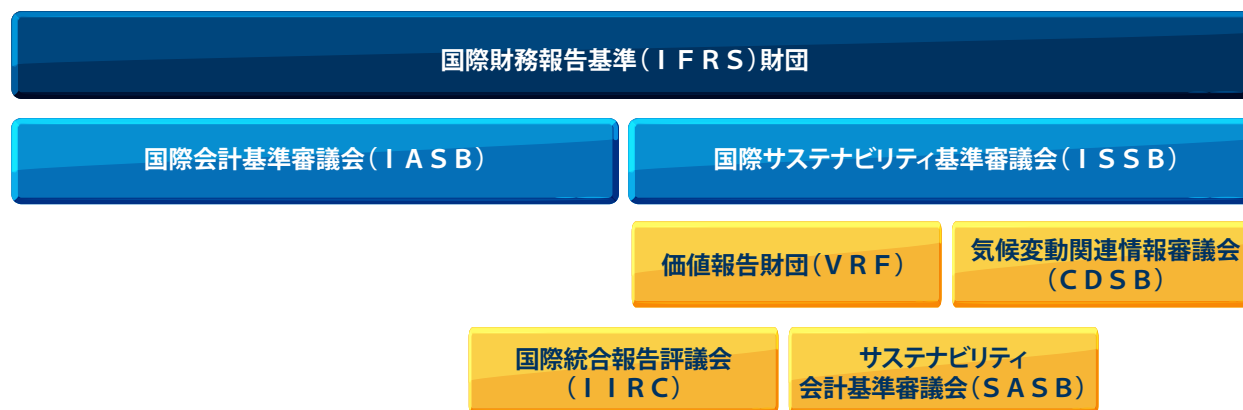 国際財務報告基準(ＩＦＲＳ)財団
国際会計基準審議会(ＩＡＳＢ)
国際サステナビリティ基準審議会(ＩＳＳＢ)
価値報告財団(ＶＲＦ)
気候変動関連情報審議会
(ＣＤＳＢ)
国際統合報告評議会
(ＩＩＲＣ)
サステナビリティ
会計基準審議会(ＳＡＳＢ)